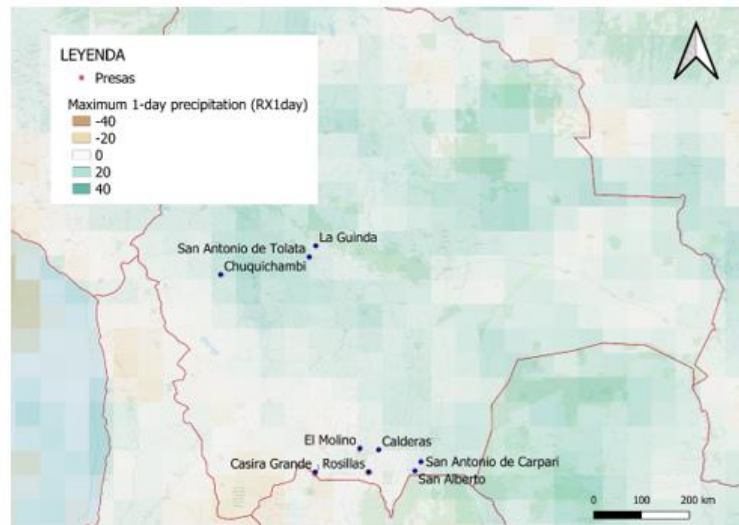 LEYENDA
Presas
Maximum 1-day precipitation (RX1day)
-40
-20
0
20
40
La Guinda
San Antonio de Tolata
Chuquichambi
El Molino
Calderas
Casira Grande
Rosillas
San Antonio de Carpari
San Alberto
0 100 200 km